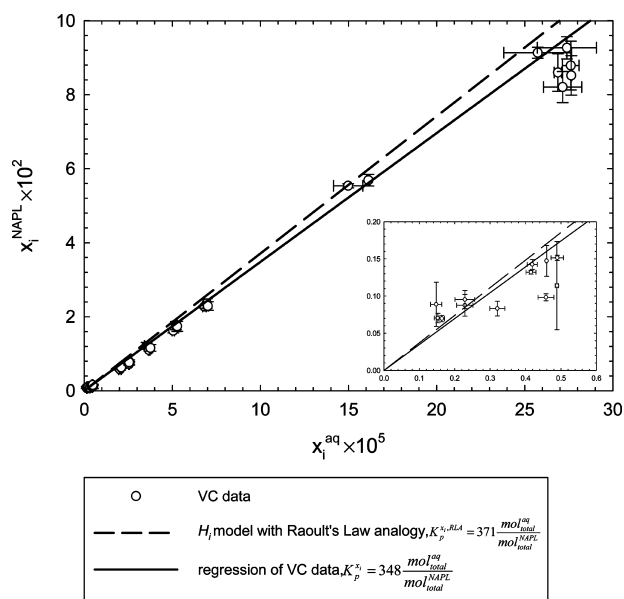 10
8
6
4
2
0
x_i^NAPL×10^2
0 5 10 15 20 25 30
x_i^aq×10^5
0.20
0.15
0.10
0.05
0.00
0.0 0.1 0.2 0.3 0.4 0.5 0.6
VC data
H_i model with Raoult's Law analogy, K_p^{x_i,RLA} = 371 mol_total^aq / mol_total^NAPL
regression of VC data, K_p^{x_i} = 348 mol_total^aq / mol_total^NAPL